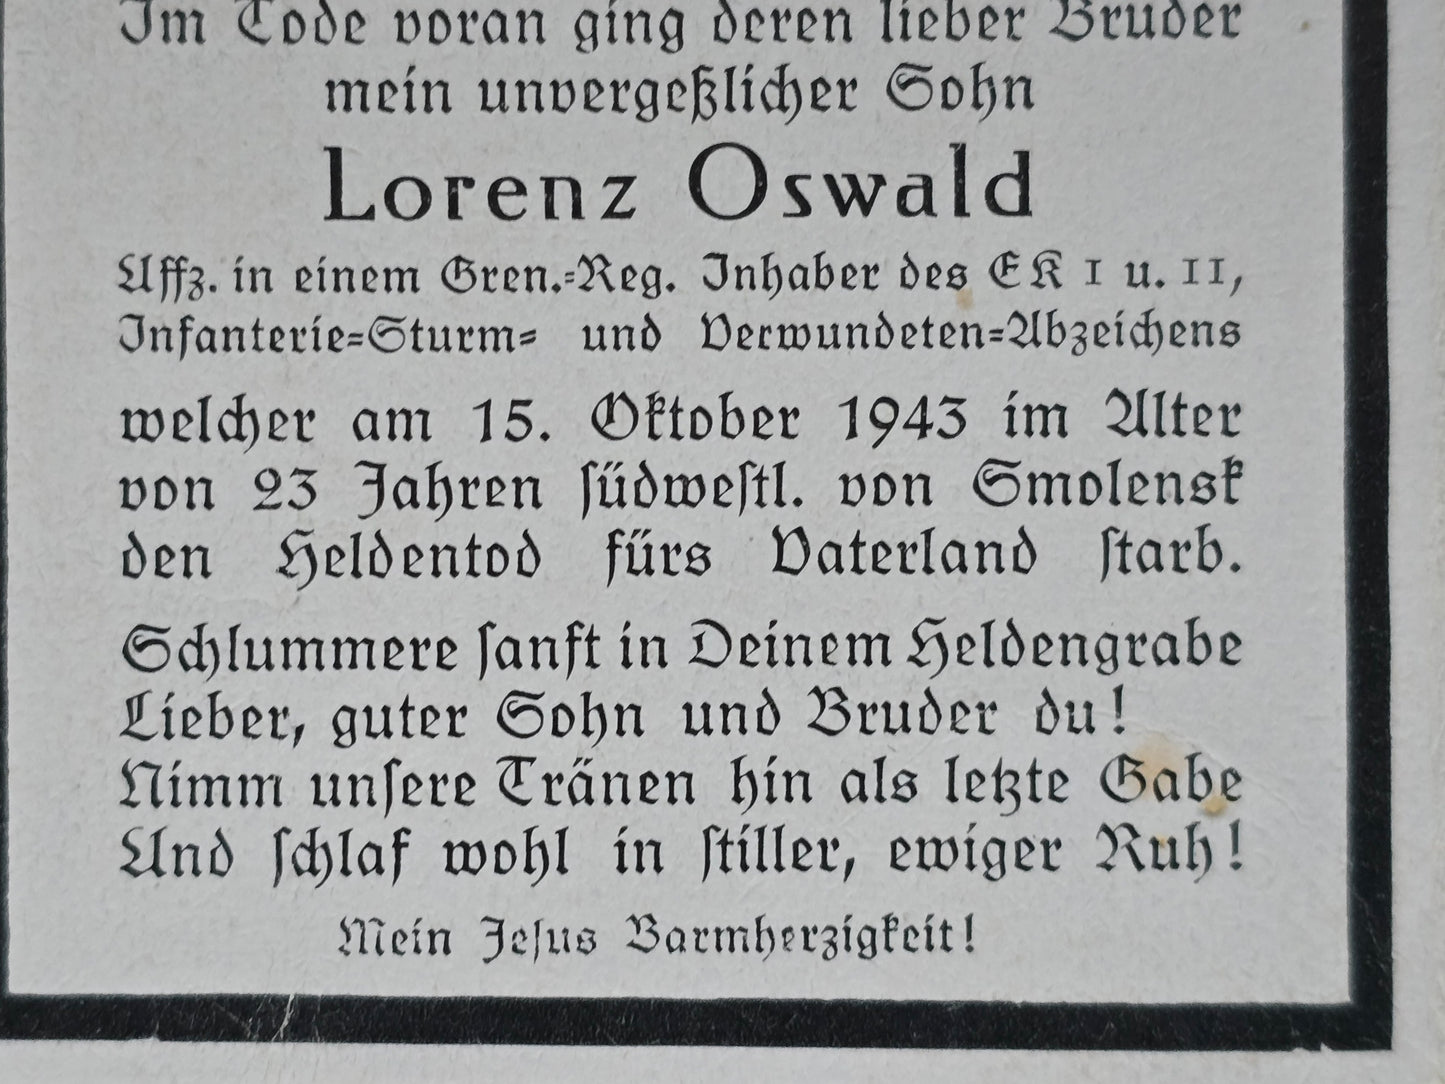 Im Tode voran ging deren lieber Bruder
mein unvergeßlicher Sohn
Lorenz Oswald
Uffz. in einem Gren.=Reg. Inhaber des EK I u. II,
Infanterie=Sturm= und Verwundeten=Abzeichens
welcher am 15. Oktober 1943 im Alter
von 23 Jahren südwestl. von Smolensk
den Heldentod fürs Vaterland starb.
Schlummere sanft in Deinem Heldengrabe
Lieber, guter Sohn und Bruder du!
Nimm unsere Tränen hin als letzte Gabe
Und schlaf wohl in stiller, ewiger Ruh!
Mein Jesus Barmherzigkeit!